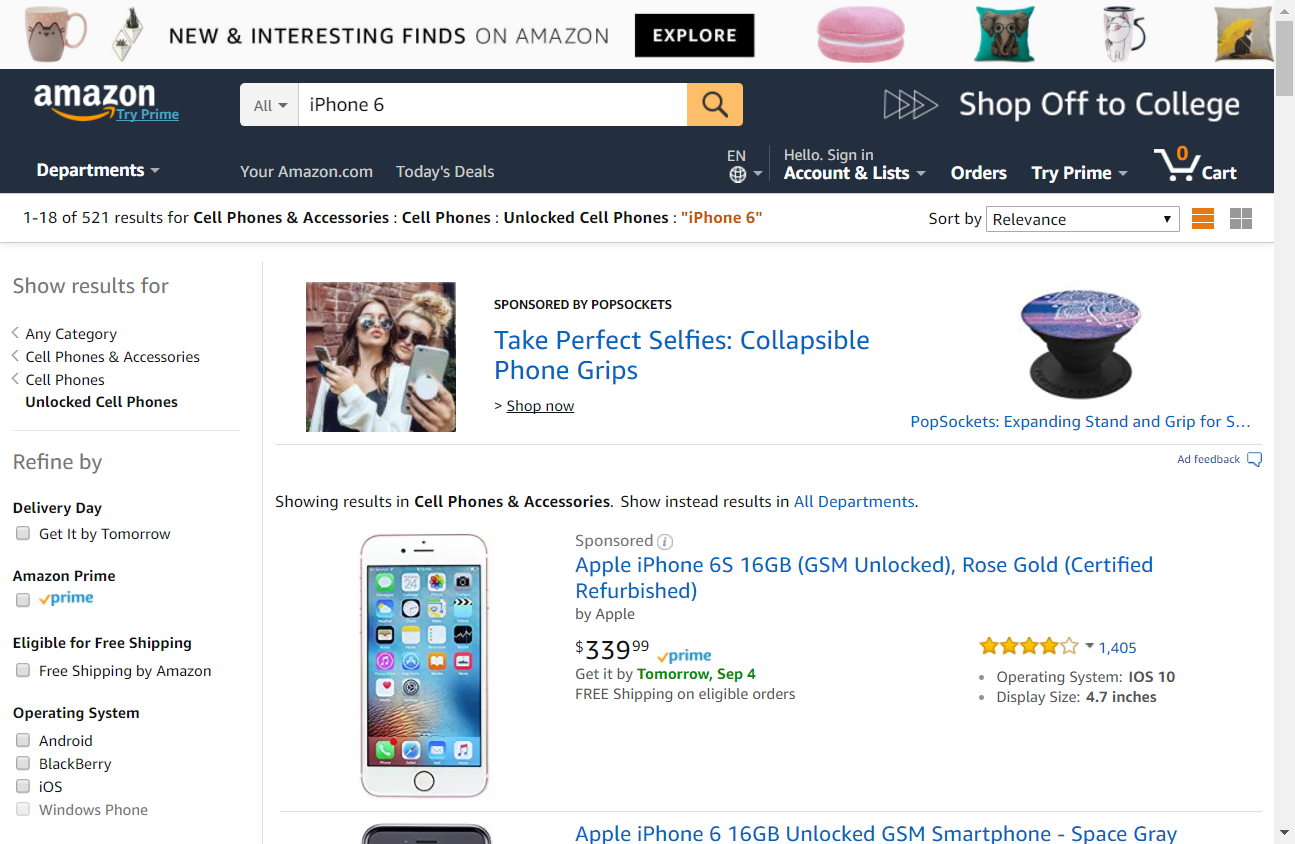 NEW & INTERESTING FINDS ON AMAZON EXPLORE
amazon
Try Prime
All
iPhone 6
Shop Off to College
Departments
Your Amazon.com
Today's Deals
EN
Hello. Sign in
Account & Lists
Orders
Try Prime
0
Cart
1-18 of 521 results for Cell Phones & Accessories : Cell Phones : Unlocked Cell Phones : "iPhone 6"
Sort by Relevance
Show results for
Any Category
Cell Phones & Accessories
Cell Phones
Unlocked Cell Phones
Refine by
Delivery Day
Get It by Tomorrow
Amazon Prime
prime
Eligible for Free Shipping
Free Shipping by Amazon
Operating System
Android
BlackBerry
iOS
Windows Phone
SPONSORED BY POPSOCKETS
Take Perfect Selfies: Collapsible
Phone Grips
> Shop now
PopSockets: Expanding Stand and Grip for S...
Ad feedback
Showing results in Cell Phones & Accessories. Show instead results in All Departments.
Sponsored
Apple iPhone 6S 16GB (GSM Unlocked), Rose Gold (Certified
Refurbished)
by Apple
$339 99 prime
Get it by Tomorrow, Sep 4
FREE Shipping on eligible orders
1,405
Operating System: IOS 10
Display Size: 4.7 inches
Apple iPhone 6 16GB Unlocked GSM Smartphone - Space Gray